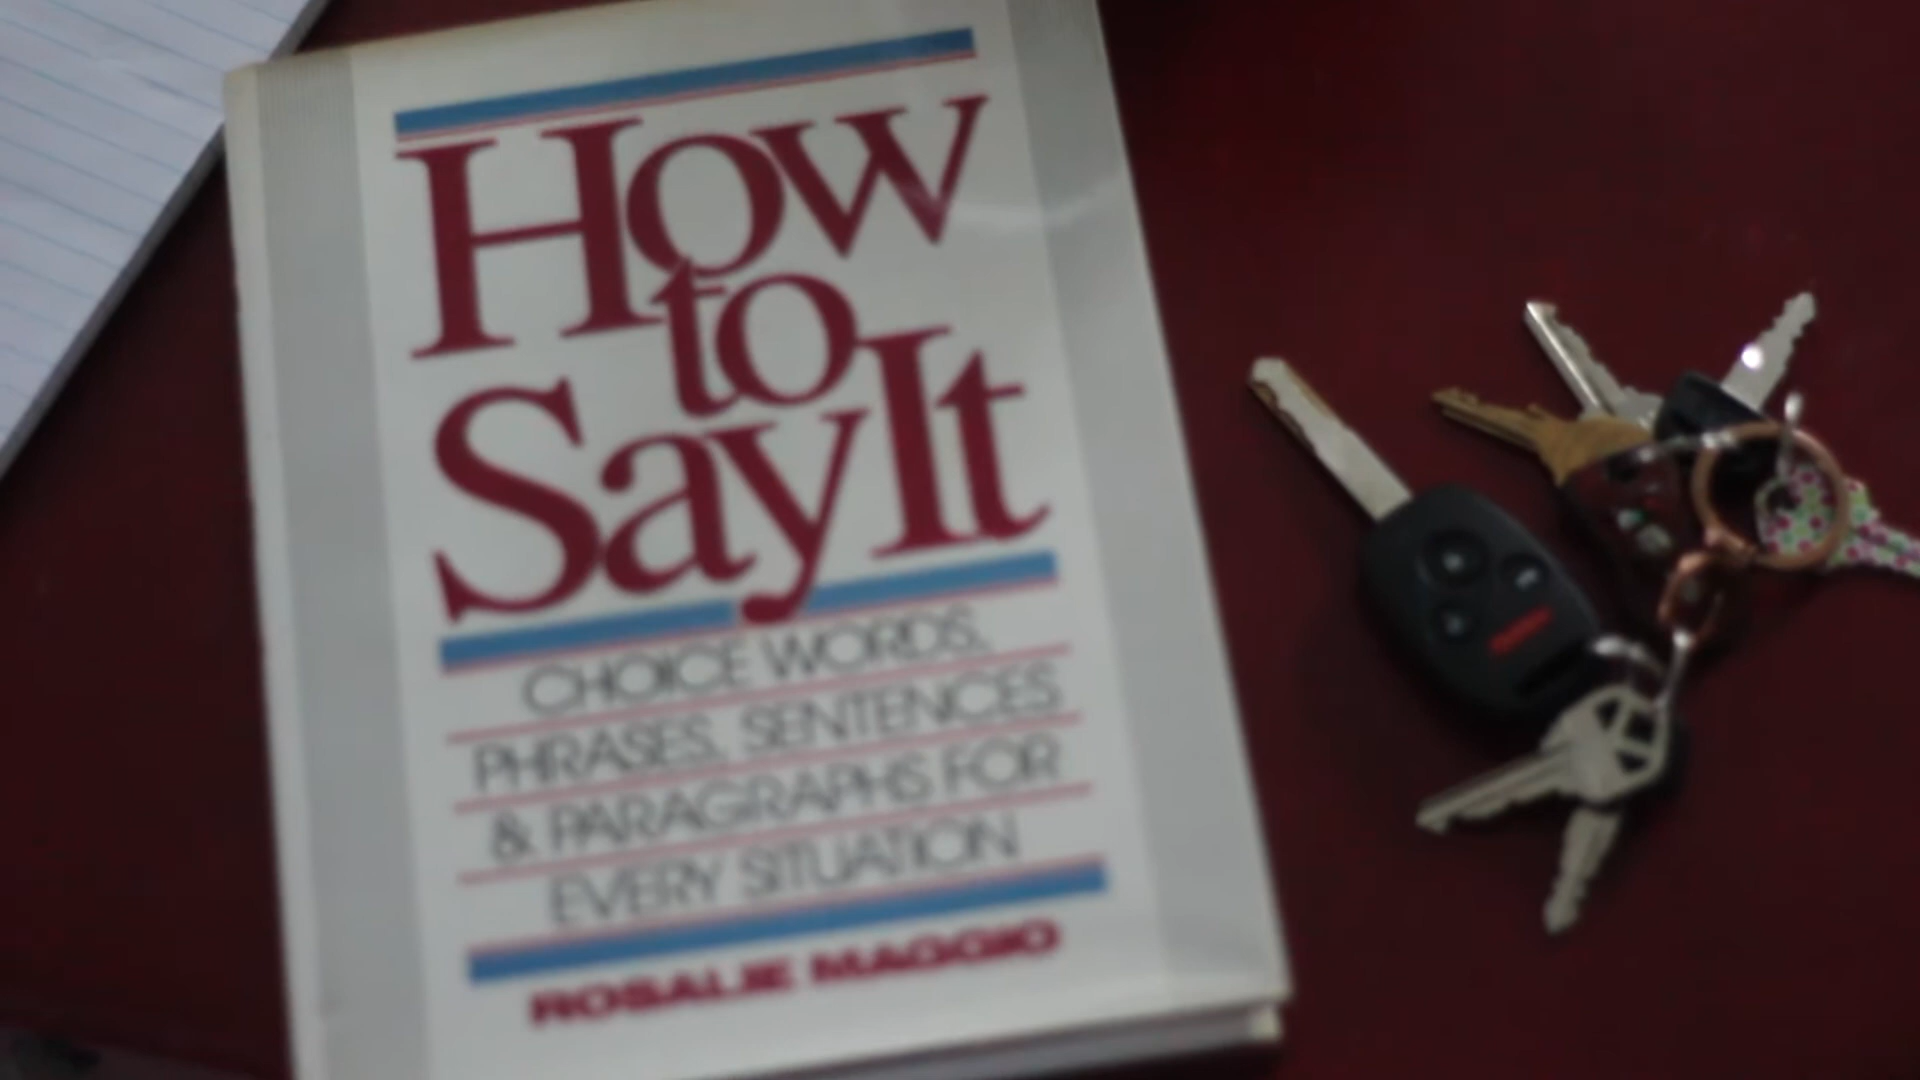 How
to
Say It
CHOICE WORDS,
PHRASES, SENTENCES
& PARAGRAPHS FOR
EVERY SITUATION
ROSALIE MAGGIO